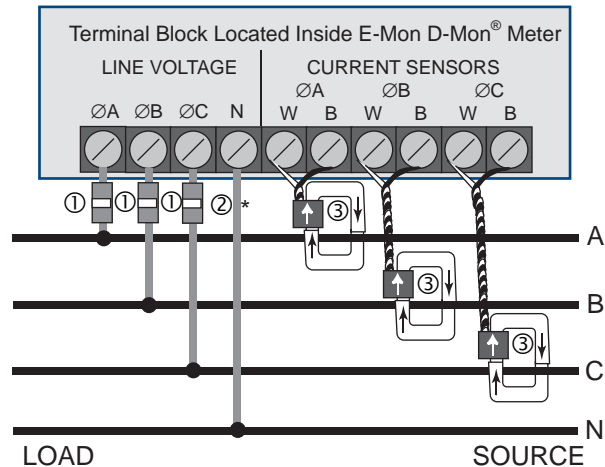 Terminal Block Located Inside E-Mon D-Mon® Meter
LINE VOLTAGE
CURRENT SENSORS
ØA ØB ØC
ØA ØB ØC N
W B W B W B
① ① ① ② *
③
③
③
A
B
C
N
LOAD
SOURCE